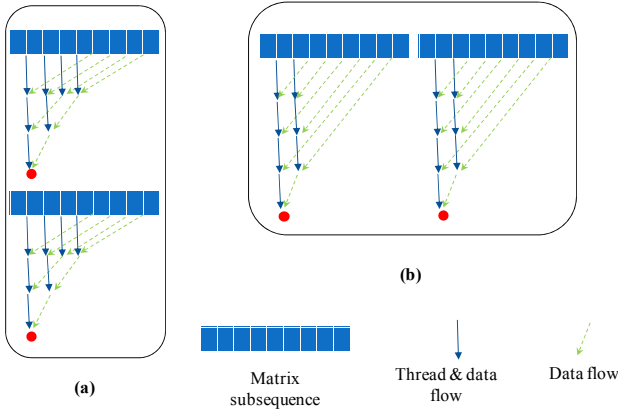 (b)
(a)
Matrix
subsequence
Thread & data
flow
Data flow